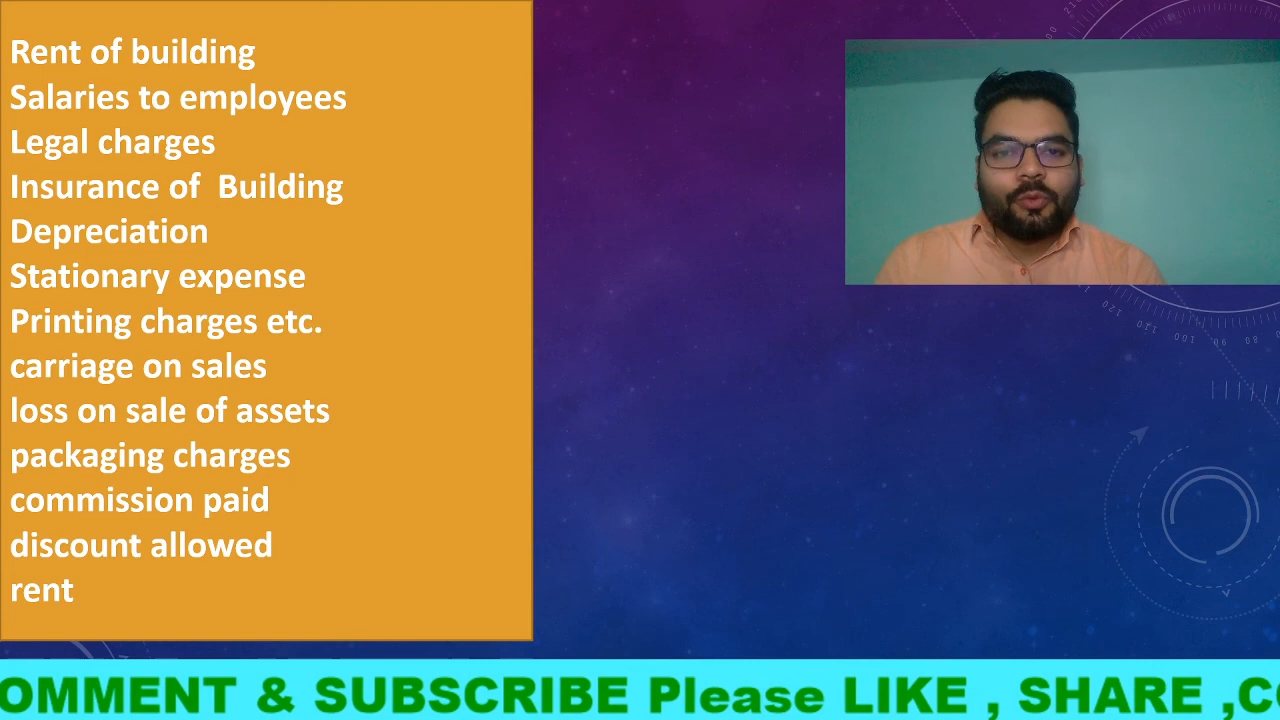 Rent of building
Salaries to employees
Legal charges
Insurance of  Building
Depreciation
Stationary expense
Printing charges etc.
carriage on sales
loss on sale of assets
packaging charges
commission paid
discount allowed
rent
OMMENT & SUBSCRIBE Please LIKE , SHARE ,C